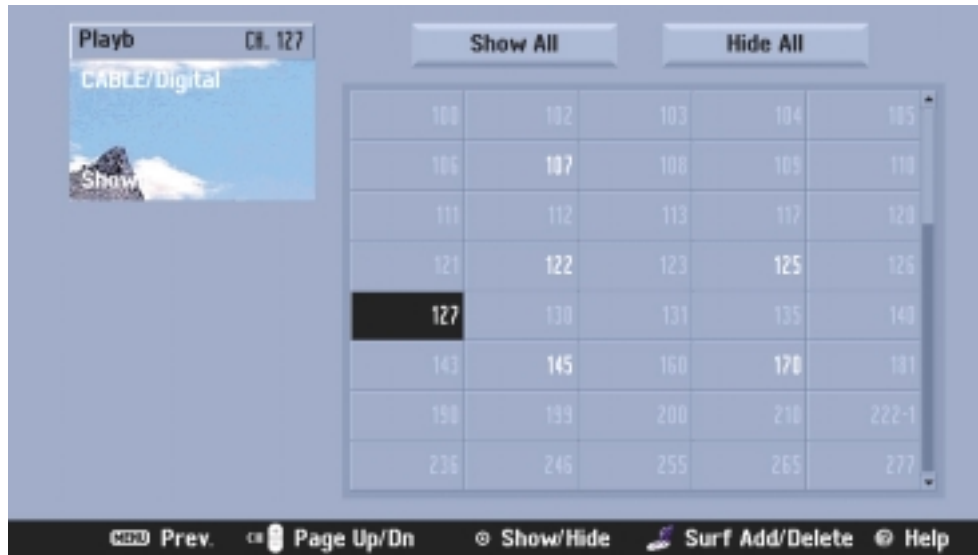 Playb CH. 127 Show All Hide All
CABLE/Digital
Show
100 102 103 104 105
106 107 108 109 110
111 112 113 117 120
121 122 123 125 126
127 130 131 135 140
143 145 160 170 181
198 199 200 210 222-1
236 246 255 265 277
MENU Prev. CH Page Up/Dn Show/Hide Surf Add/Delete ? Help